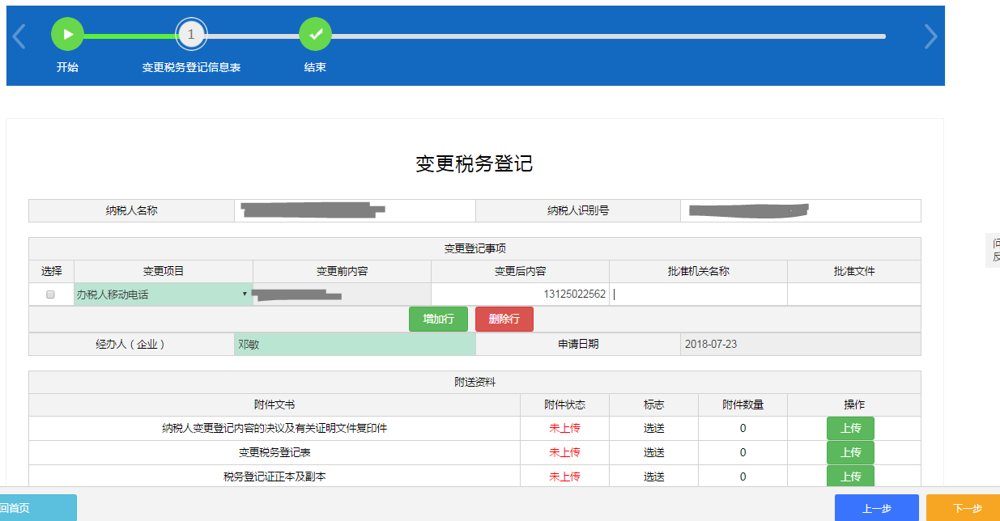 开始
1
变更税务登记信息表
结束
变更税务登记
纳税人名称 纳税人识别号
变更登记事项
选择 变更项目 变更前内容 变更后内容 批准机关名称 批准文件
办税人移动电话 13125022562
增加行 删除行
经办人（企业） 邓敏 申请日期 2018-07-23
附送资料
附件文书 附件状态 标志 附件数量 操作
纳税人变更登记内容的决议及有关证明文件复印件 未上传 选送 0 上传
变更税务登记表 未上传 选送 0 上传
税务登记证正本及副本 未上传 选送 0 上传
回首页 上一步 下一步